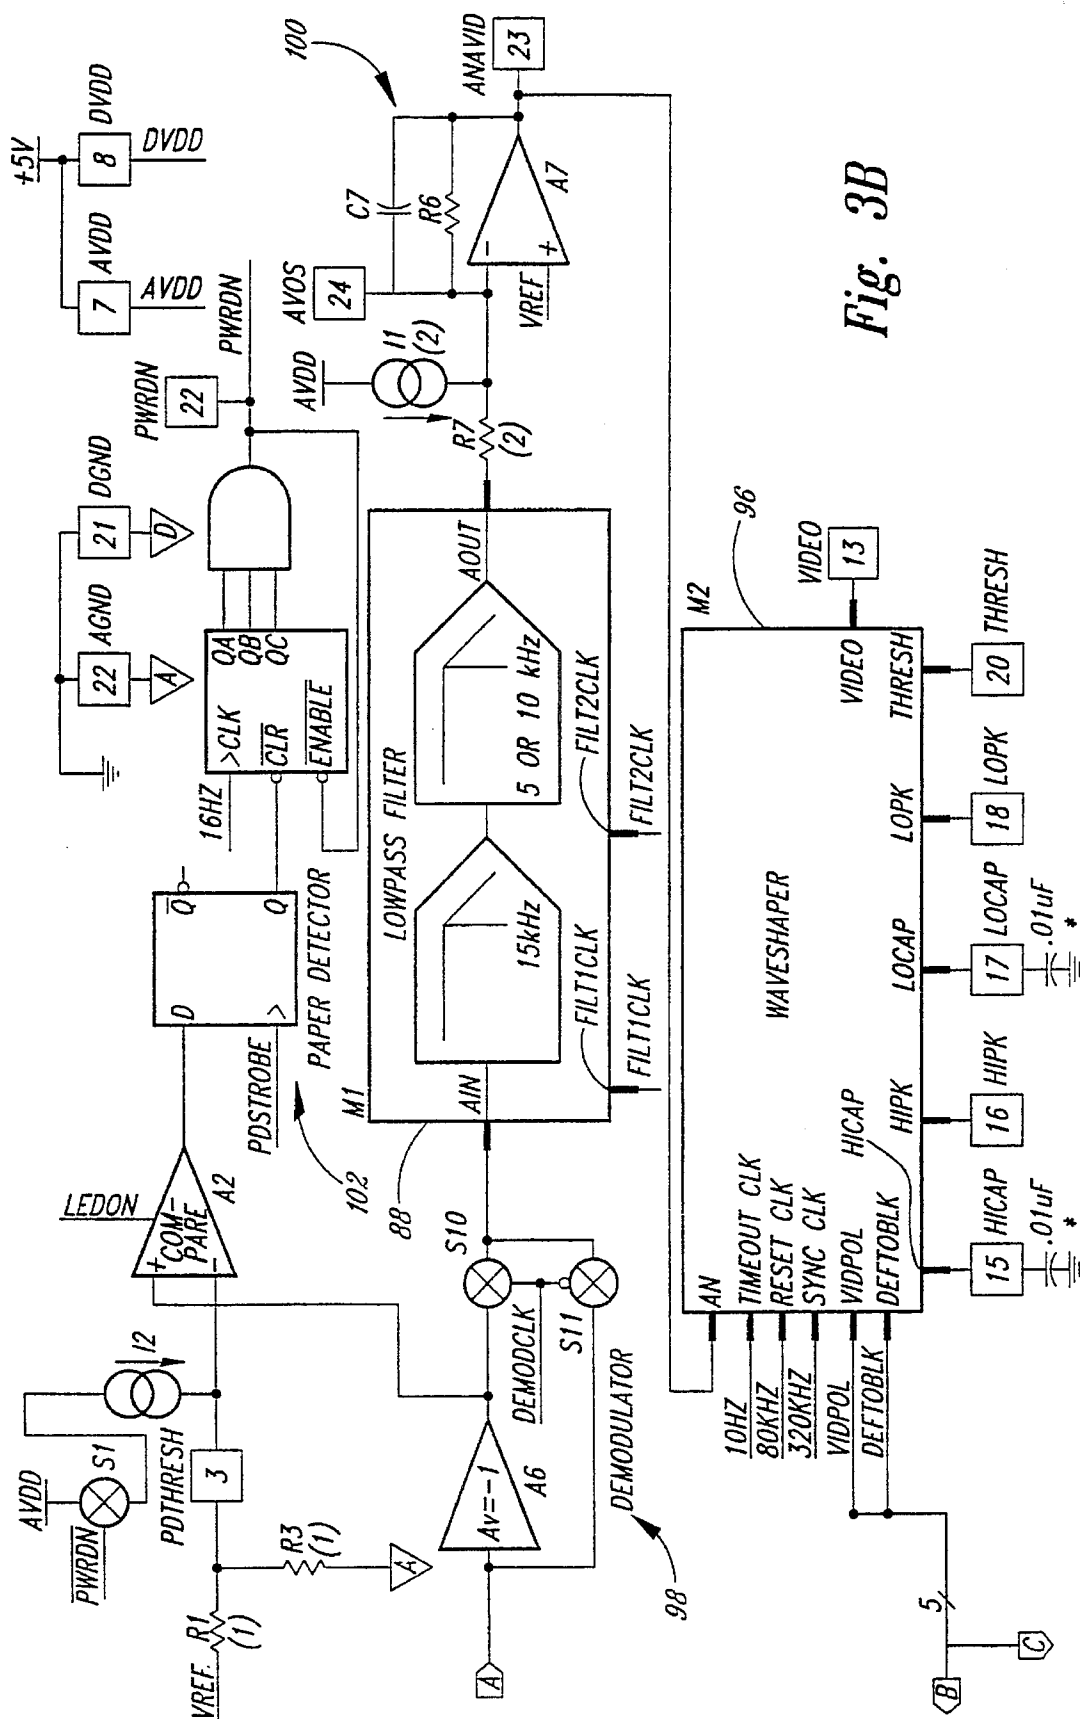 +5V
7
AVDD
AVDD
8
DVDD
DVDD
22
AGND
A
21
DGND
D
PWRDN
22
PWRDN
16HZ
>CLK
CLR
ENABLE
QA
QB
QC
LEDON
COM-
PARE
+
-
A2
D
>
Q
Q
PDSTROBE
PAPER DETECTOR
102
AVDD
PWRDN
S1
I2
PDTHRESH
3
VREF.
R1
(1)
R3
(1)
A
A
Av=-1
A6
S10
DEMODCLK
S11
DEMODULATOR
98
88
M1
LOWPASS FILTER
AIN
15kHz
5 OR 10 kHz
AOUT
FILT1CLK
FILT1CLK
FILT2CLK
FILT2CLK
R7
(2)
AVDD
I1
(2)
AVOS
24
C7
R6
-
+
VREF
A7
100
ANAVID
23
M2
96
WAVESHAPER
AN
TIMEOUT CLK
RESET CLK
SYNC CLK
VIDPOL
DEFTOBLK
10HZ
80KHZ
320KHZ
VIDPOL
DEFTOBLK
HICAP
HIPK
LOCAP
LOPK
THRESH
VIDEO
VIDEO
13
15
HICAP
.01uF
*
16
HIPK
17
LOCAP
.01uF
*
18
LOPK
20
THRESH
5
B
C
Fig. 3B